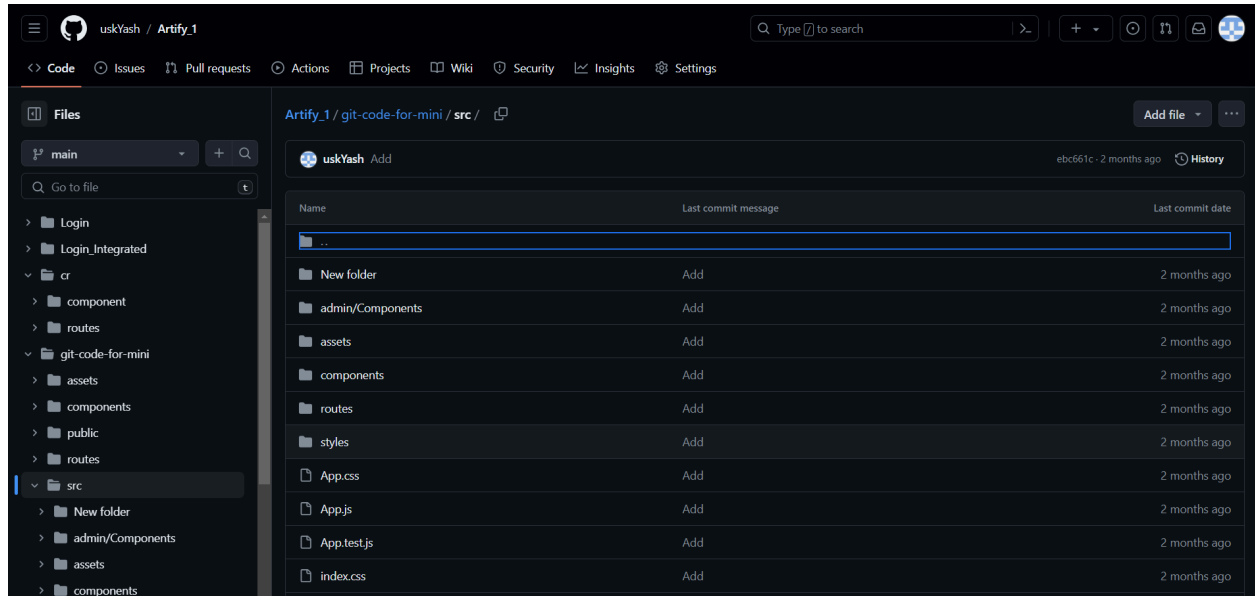 uskYash / Artify_1
Type / to search
Code Issues Pull requests Actions Projects Wiki Security Insights Settings
Files
main
Go to file t
Login
Login_Integrated
cr
component
routes
git-code-for-mini
assets
components
public
routes
src
New folder
admin/Components
assets
components
Artify_1 / git-code-for-mini / src /
Add file
uskYash Add
ebc661c · 2 months ago History
Name Last commit message Last commit date
..
New folder Add 2 months ago
admin/Components Add 2 months ago
assets Add 2 months ago
components Add 2 months ago
routes Add 2 months ago
styles Add 2 months ago
App.css Add 2 months ago
App.js Add 2 months ago
App.test.js Add 2 months ago
index.css Add 2 months ago